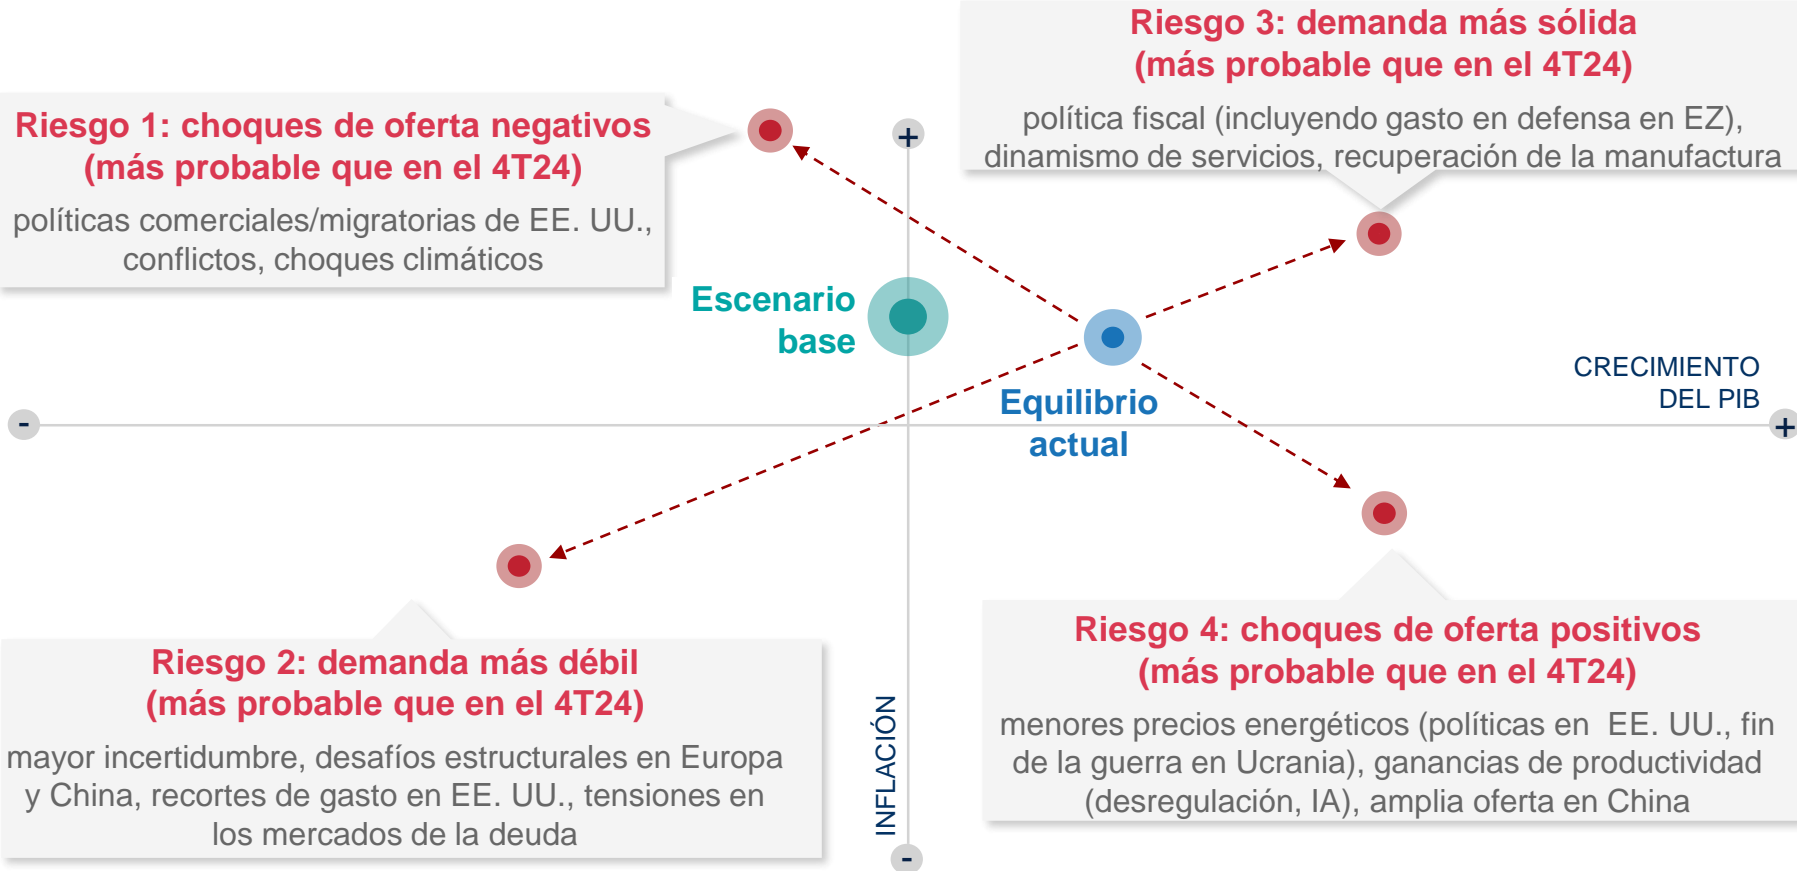 Riesgo 3: demanda más sólida
(más probable que en el 4T24)
política fiscal (incluyendo gasto en defensa en EZ),
dinamismo de servicios, recuperación de la manufactura
Riesgo 1: choques de oferta negativos
(más probable que en el 4T24)
políticas comerciales/migratorias de EE. UU.,
conflictos, choques climáticos
+
Escenario
base
Equilibrio
actual
CRECIMIENTO
DEL PIB
-
+
Riesgo 2: demanda más débil
(más probable que en el 4T24)
mayor incertidumbre, desafíos estructurales en Europa
y China, recortes de gasto en EE. UU., tensiones en
los mercados de la deuda
INFLACIÓN
-
Riesgo 4: choques de oferta positivos
(más probable que en el 4T24)
menores precios energéticos (políticas en  EE. UU., fin
de la guerra en Ucrania), ganancias de productividad
(desregulación, IA), amplia oferta en China